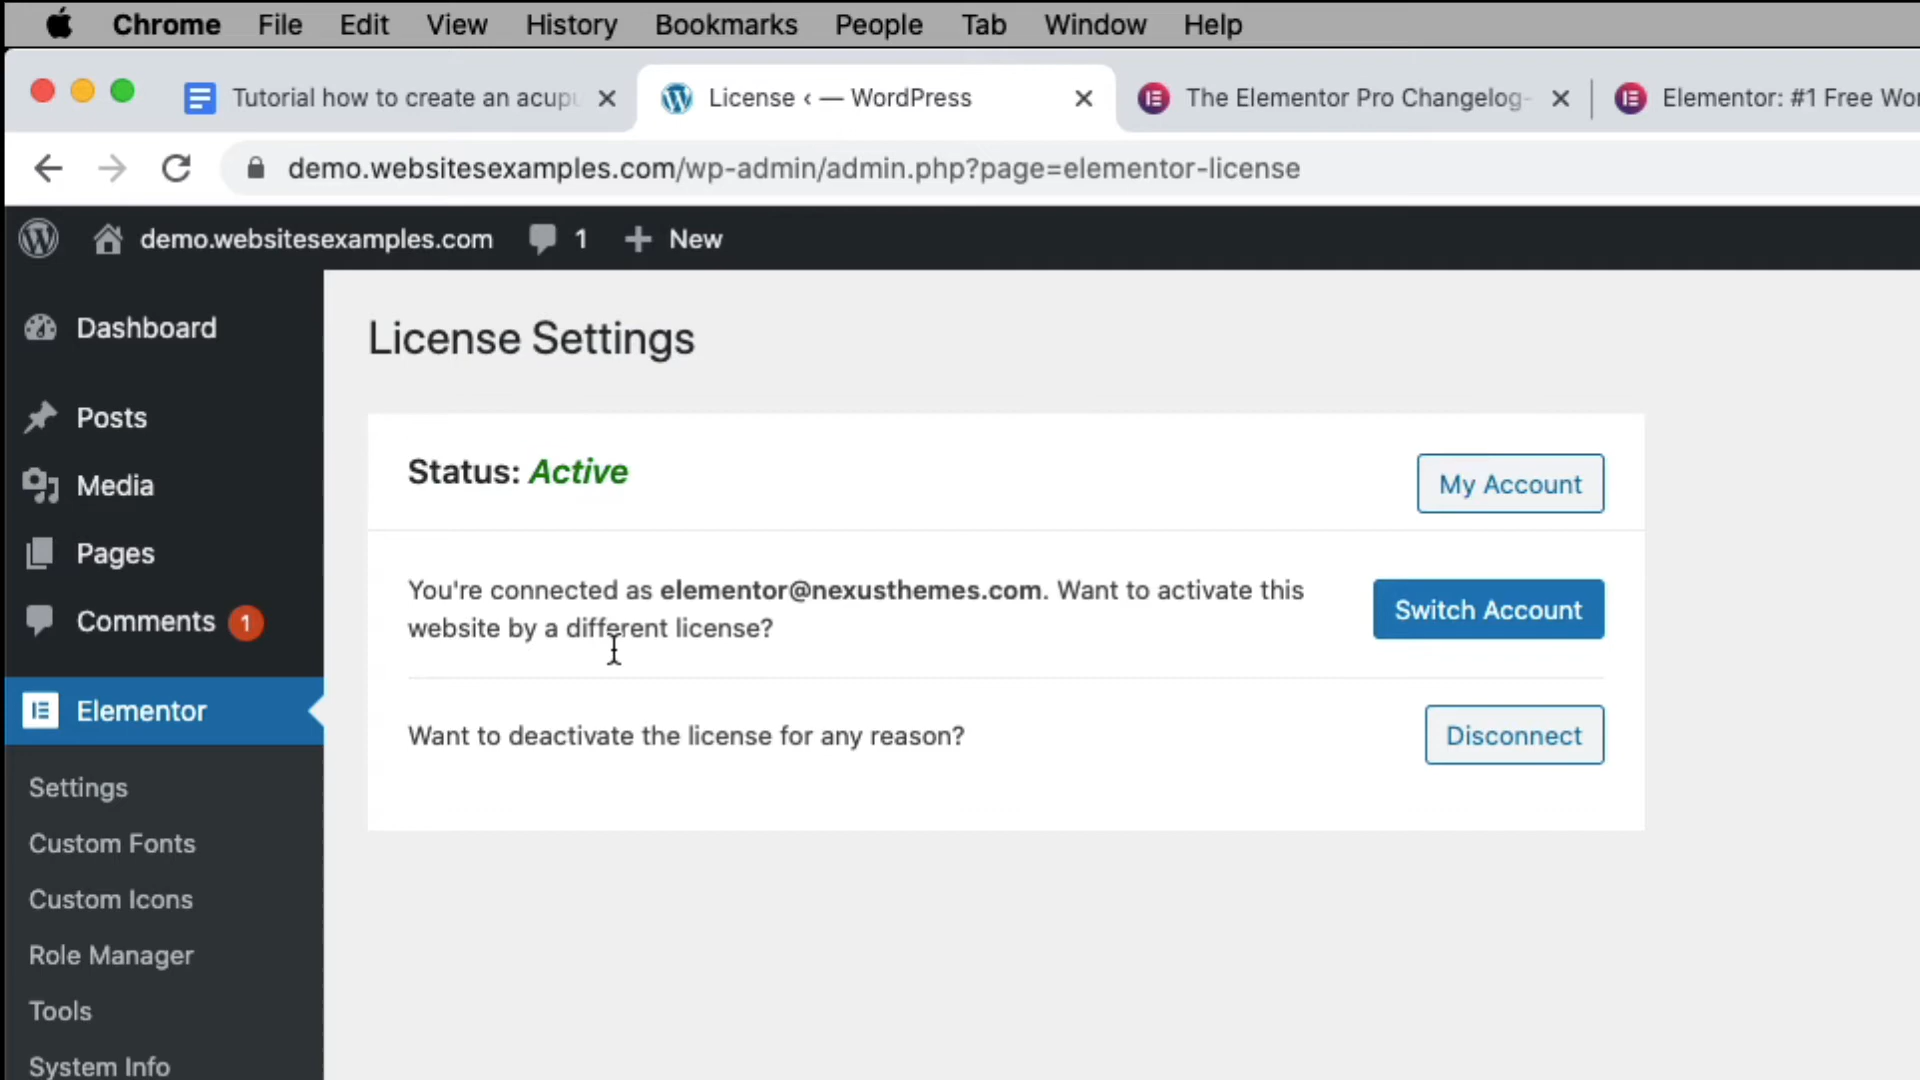 Chrome File Edit View History Bookmarks People Tab Window Help
Tutorial how to create an acup License ‹ — WordPress The Elementor Pro Changelog- Elementor: #1 Free Wor
demo.websitesexamples.com/wp-admin/admin.php?page=elementor-license
demo.websitesexamples.com 1 + New
Dashboard
License Settings
Posts
Status: Active
My Account
Media
Pages
You're connected as elementor@nexusthemes.com. Want to activate this
website by a different license?
Switch Account
Comments 1
Elementor
Want to deactivate the license for any reason?
Disconnect
Settings
Custom Fonts
Custom Icons
Role Manager
Tools
System Info